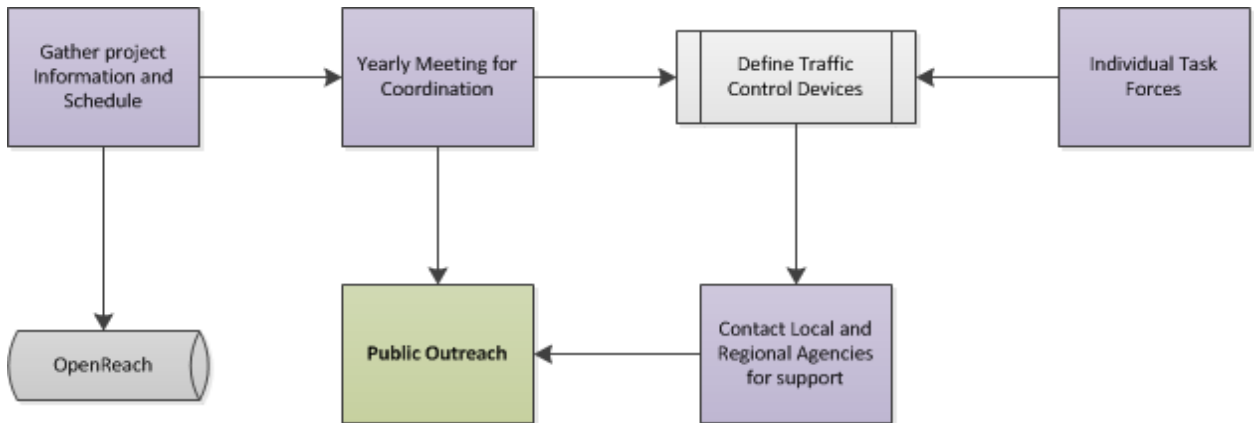 Gather project
Information and
Schedule
Yearly Meeting for
Coordination
Define Traffic
Control Devices
Individual Task
Forces
OpenReach
Public Outreach
Contact Local and
Regional Agencies
for support